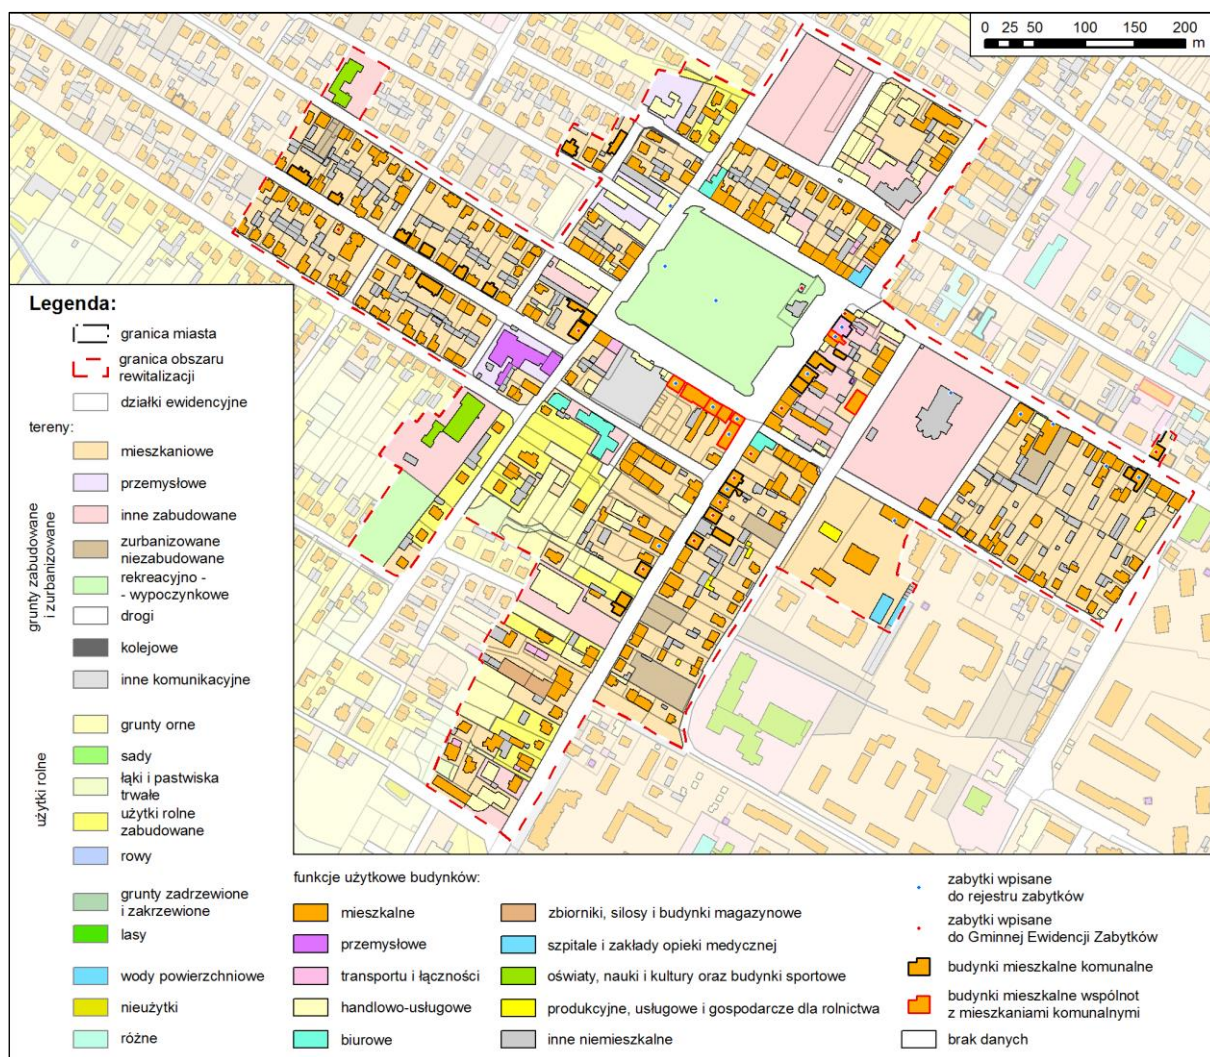 0 25 50 100 150 200
m
Legenda:
granica miasta
granica obszaru
rewitalizacji
działki ewidencyjne
tereny:
grunty zabudowane
i zurbanizowane
mieszkaniowe
przemysłowe
inne zabudowane
zurbanizowane
niezabudowane
rekreacyjno -
- wypoczynkowe
drogi
kolejowe
inne komunikacyjne
użytki rolne
grunty orne
sady
łąki i pastwiska
trwałe
użytki rolne
zabudowane
rowy
grunty zadrzewione
i zakrzewione
lasy
wody powierzchniowe
nieużytki
różne
funkcje użytkowe budynków:
mieszkalne
przemysłowe
transportu i łączności
handlowo-usługowe
biurowe
zbiorniki, silosy i budynki magazynowe
szpitale i zakłady opieki medycznej
oświaty, nauki i kultury oraz budynki sportowe
produkcyjne, usługowe i gospodarcze dla rolnictwa
inne niemieszkalne
zabytki wpisane
do rejestru zabytków
zabytki wpisane
do Gminnej Ewidencji Zabytków
budynki mieszkalne komunalne
budynki mieszkalne wspólnot
z mieszkaniami komunalnymi
brak danych